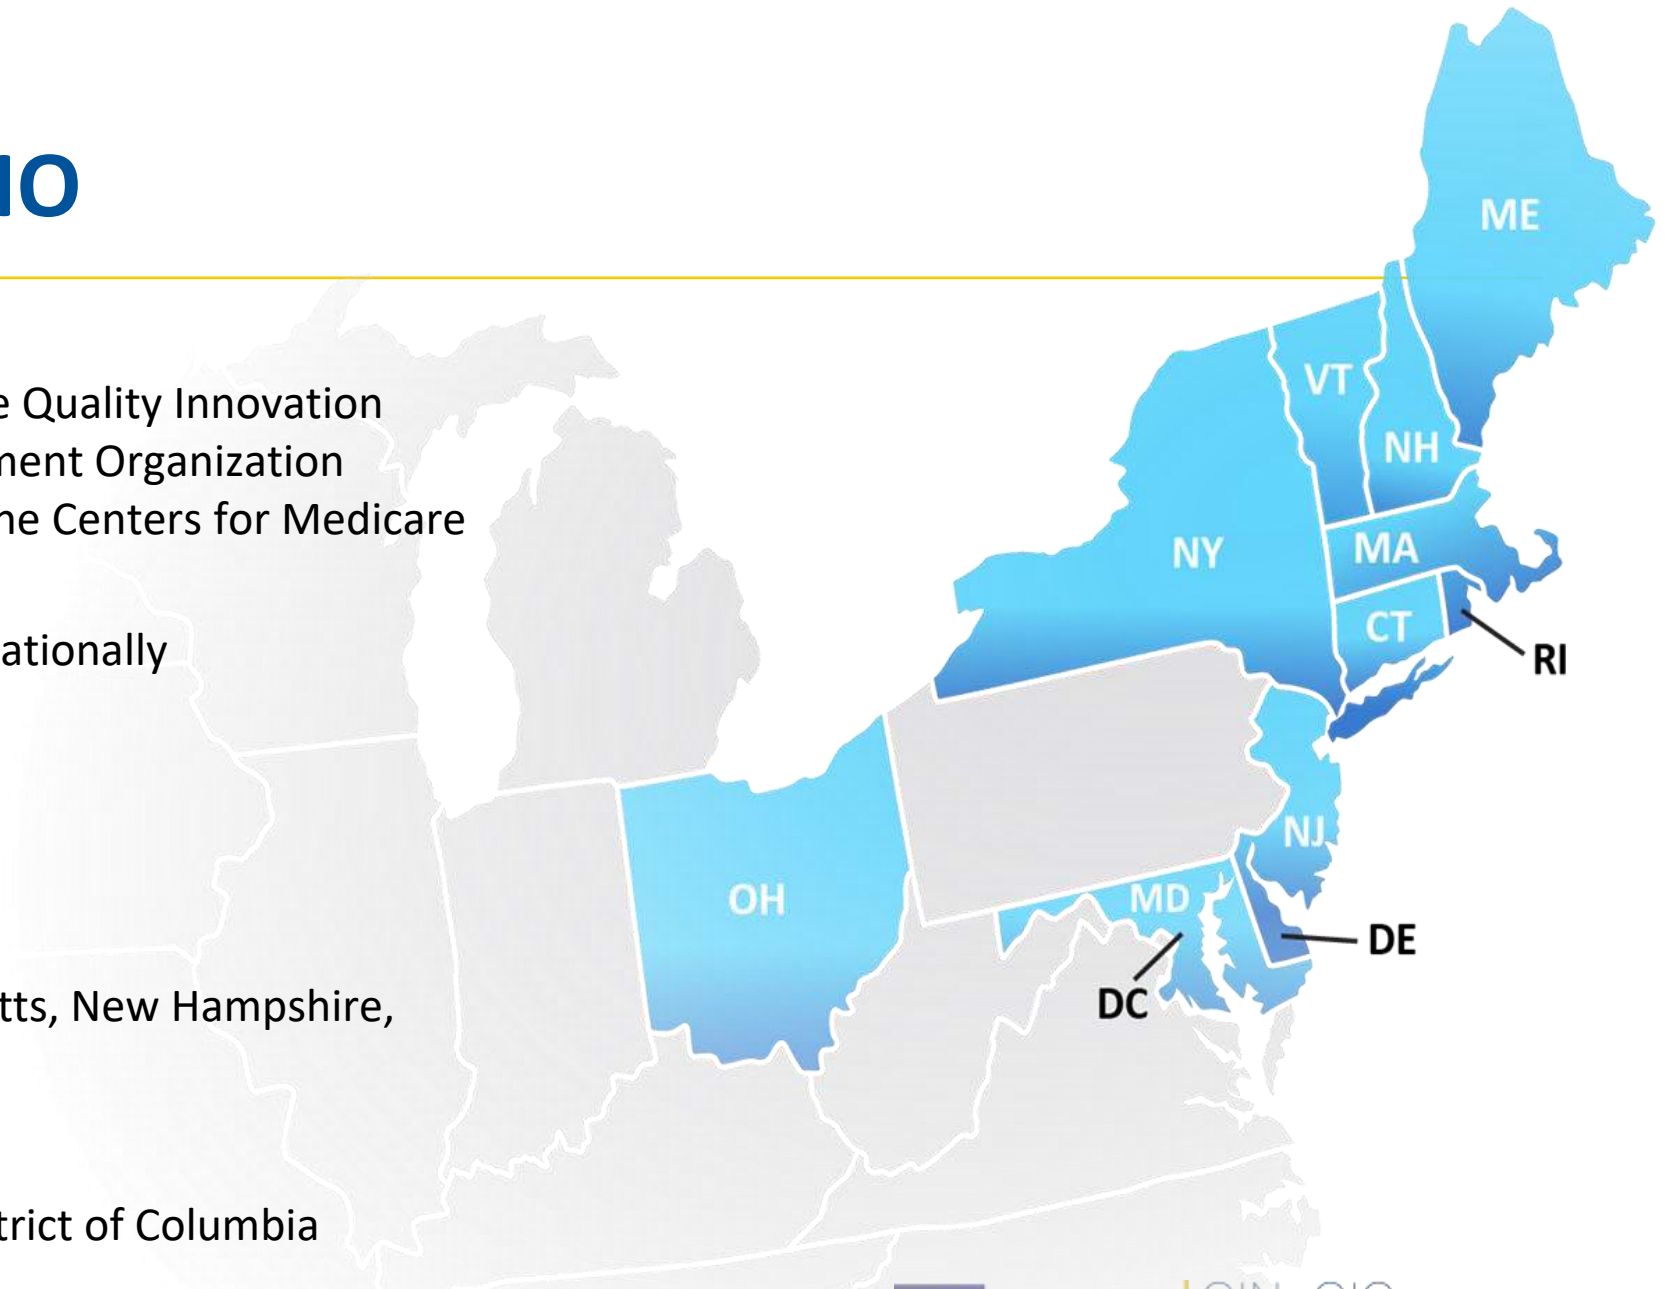 IO
e Quality Innovation
ment Organization
he Centers for Medicare
ationally
tts, New Hampshire,
trict of Columbia
ME
VT
NH
NY
MA
CT
RI
NJ
OH
MD
DE
DC